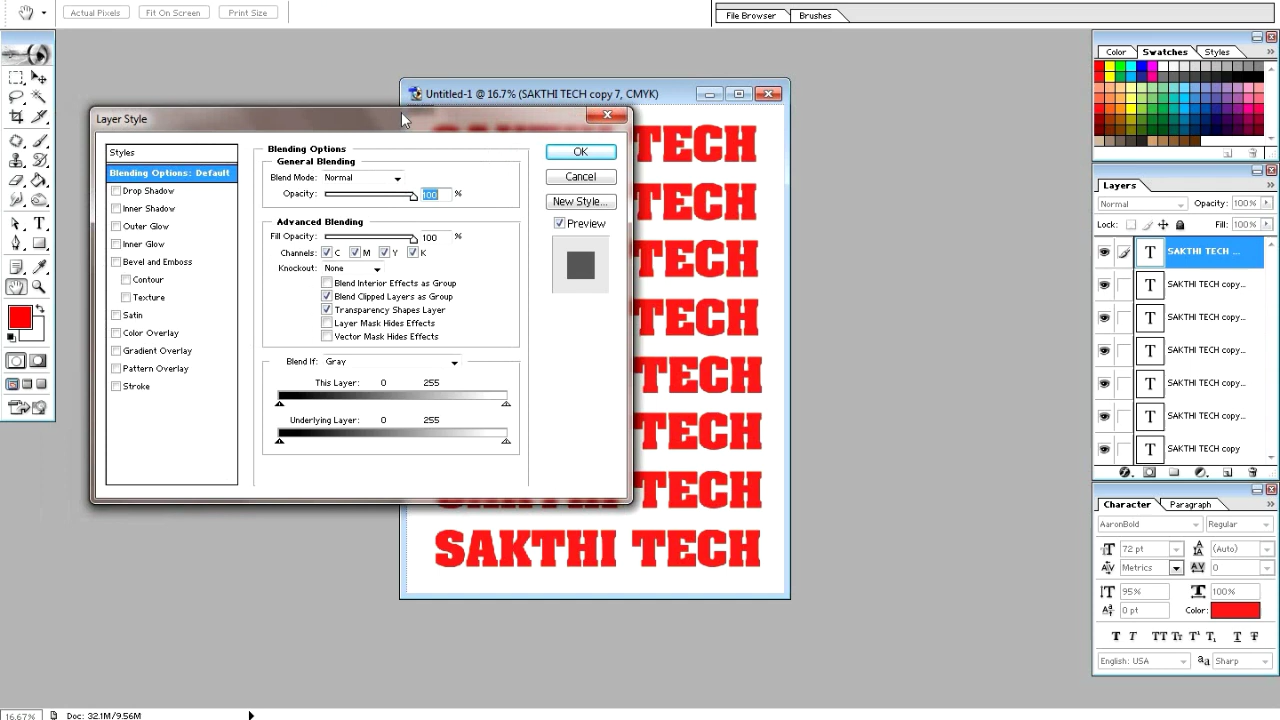 Actual Pixels Fit On Screen Print Size
File Browser Brushes
Untitled-1 @ 16.7% (SAKTHI TECH copy 7, CMYK)
Layer Style
Styles
Blending Options: Default
Drop Shadow
Inner Shadow
Outer Glow
Inner Glow
Bevel and Emboss
Contour
Texture
Satin
Color Overlay
Gradient Overlay
Pattern Overlay
Stroke
Blending Options
General Blending
Blend Mode: Normal
Opacity: 100 %
Advanced Blending
Fill Opacity: 100 %
Channels: C M Y K
Knockout: None
Blend Interior Effects as Group
Blend Clipped Layers as Group
Transparency Shapes Layer
Layer Mask Hides Effects
Vector Mask Hides Effects
Blend If: Gray
This Layer: 0 255
Underlying Layer: 0 255
OK
Cancel
New Style...
Preview
TECH
TECH
TECH
TECH
TECH
TECH
SAKTHI TECH
SAKTHI TECH
Color Swatches Styles
Layers
Normal Opacity: 100%
Lock: Fill: 100%
T SAKTHI TECH ...
T SAKTHI TECH copy...
T SAKTHI TECH copy...
T SAKTHI TECH copy...
T SAKTHI TECH copy...
T SAKTHI TECH copy...
T SAKTHI TECH copy
Character Paragraph
AaronBold Regular
72 pt (Auto)
Metrics 0
95% 100%
0 pt Color:
T T TT Tt T¹ T₁ T T
English: USA aa Sharp
16.67% Doc: 32.1M/9.56M